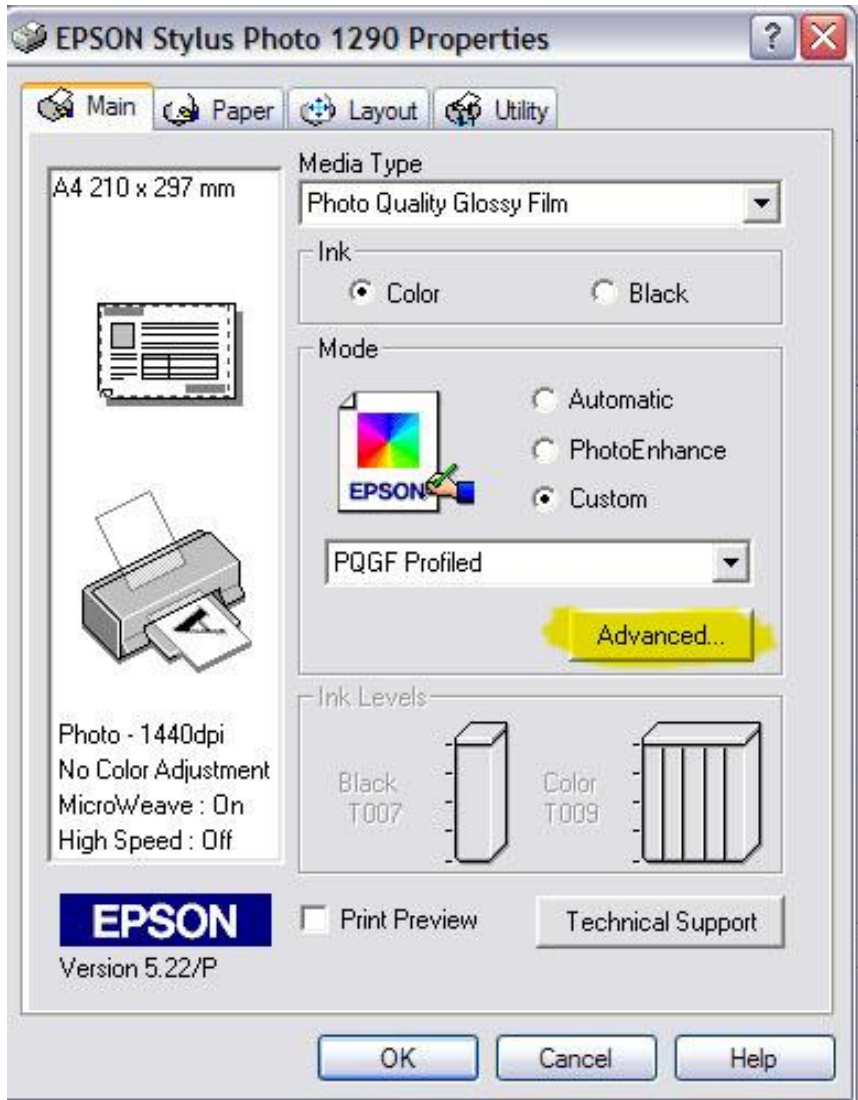 EPSON Stylus Photo 1290 Properties
Main Paper Layout Utility
A4 210 x 297 mm
Media Type
Photo Quality Glossy Film
Ink
Color Black
Mode
EPSON
Automatic
PhotoEnhance
Custom
PQGF Profiled
Advanced...
Ink Levels
Black
T007
Color
T009
Photo - 1440dpi
No Color Adjustment
MicroWeave : On
High Speed : Off
EPSON
Version 5.22/P
Print Preview
Technical Support
OK Cancel Help